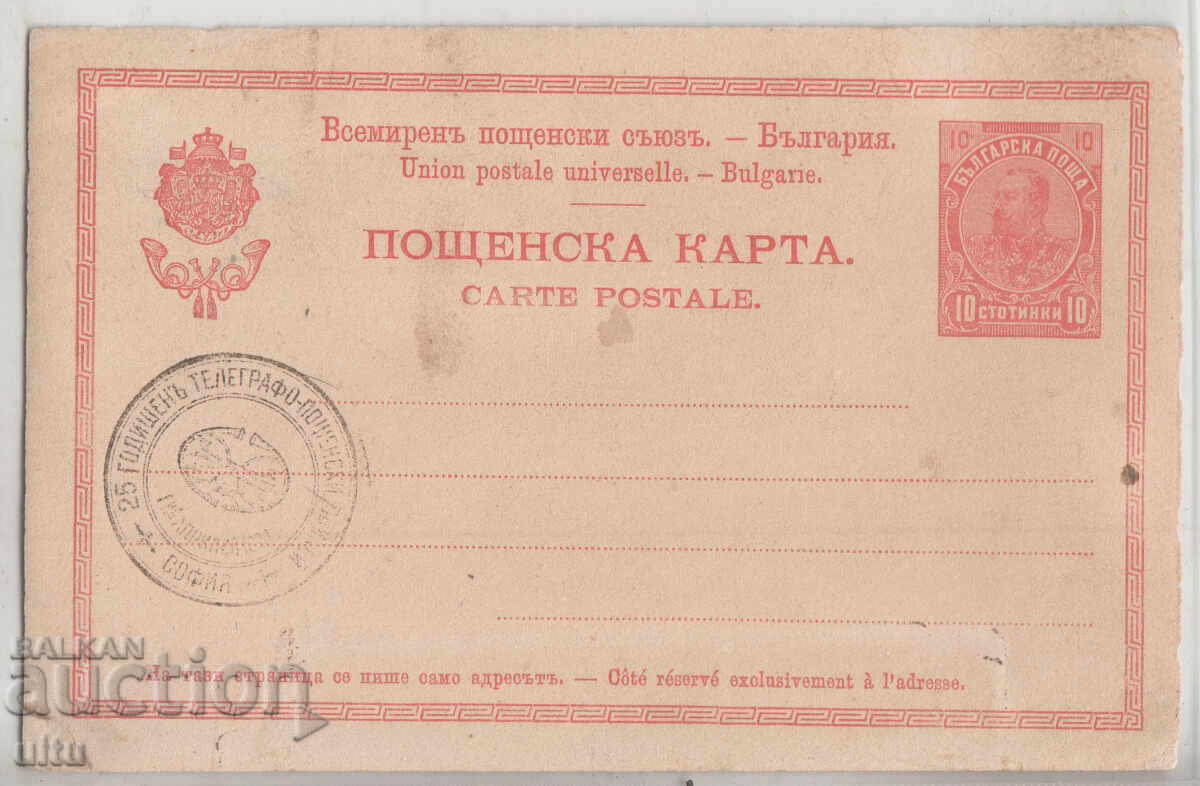 Всемиренъ пощенски съюзъ. — България.
Union postale universelle. — Bulgarie.
ПОЩЕНСКА КАРТА.
CARTE POSTALE.
10 10
БЪЛГАРСКА ПОЩА
10 СТОТИНКИ 10
25 ГОДИШЕНЪ ТЕЛЕГРАФО-ПОЩЕНСКИ
СОФИЯ
На тази страница се пише само адресътъ. — Côté réservé exclusivement à l'adresse.
BALKAN
auction
ultu